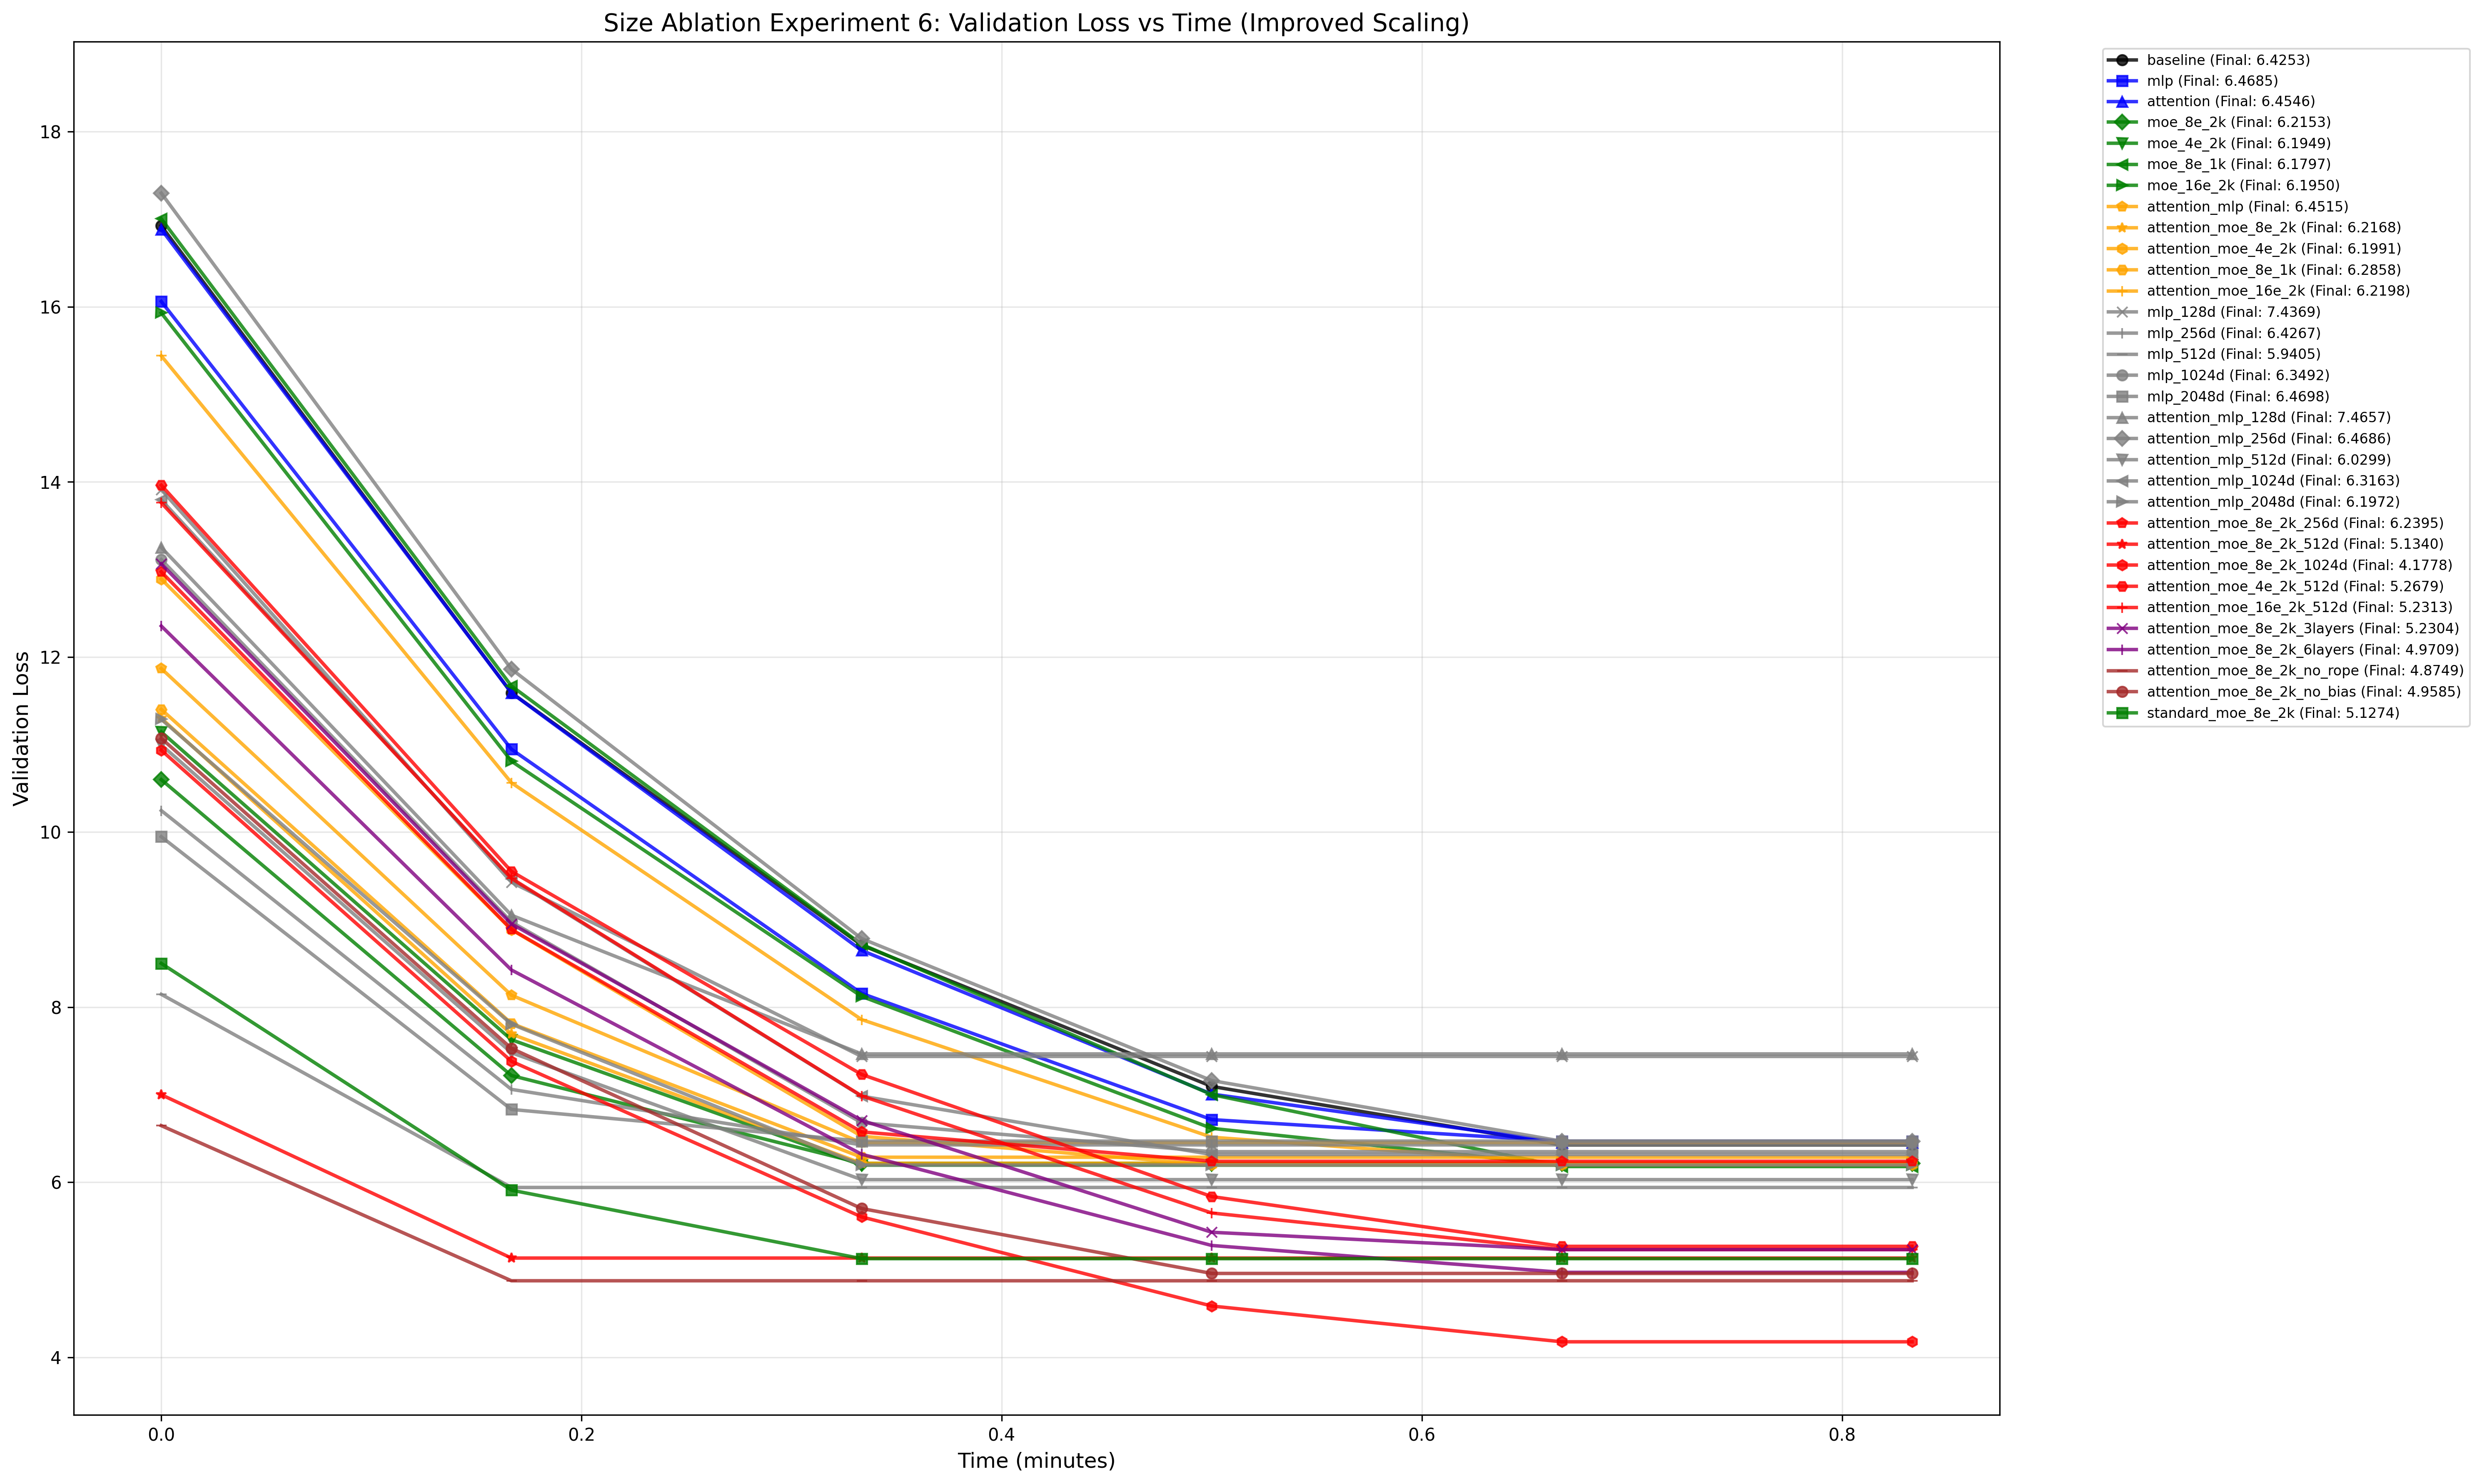 Size Ablation Experiment 6: Validation Loss vs Time (Improved Scaling)
Validation Loss
18
16
14
12
10
8
6
4
0.0
0.2
0.4
0.6
0.8
Time (minutes)
baseline (Final: 6.4253)
mlp (Final: 6.4685)
attention (Final: 6.4546)
moe_8e_2k (Final: 6.2153)
moe_4e_2k (Final: 6.1949)
moe_8e_1k (Final: 6.1797)
moe_16e_2k (Final: 6.1950)
attention_mlp (Final: 6.4515)
attention_moe_8e_2k (Final: 6.2168)
attention_moe_4e_2k (Final: 6.1991)
attention_moe_8e_1k (Final: 6.2858)
attention_moe_16e_2k (Final: 6.2198)
mlp_128d (Final: 7.4369)
mlp_256d (Final: 6.4267)
mlp_512d (Final: 5.9405)
mlp_1024d (Final: 6.3492)
mlp_2048d (Final: 6.4698)
attention_mlp_128d (Final: 7.4657)
attention_mlp_256d (Final: 6.4686)
attention_mlp_512d (Final: 6.0299)
attention_mlp_1024d (Final: 6.3163)
attention_mlp_2048d (Final: 6.1972)
attention_moe_8e_2k_256d (Final: 6.2395)
attention_moe_8e_2k_512d (Final: 5.1340)
attention_moe_8e_2k_1024d (Final: 4.1778)
attention_moe_4e_2k_512d (Final: 5.2679)
attention_moe_16e_2k_512d (Final: 5.2313)
attention_moe_8e_2k_3layers (Final: 5.2304)
attention_moe_8e_2k_6layers (Final: 4.9709)
attention_moe_8e_2k_no_rope (Final: 4.8749)
attention_moe_8e_2k_no_bias (Final: 4.9585)
standard_moe_8e_2k (Final: 5.1274)